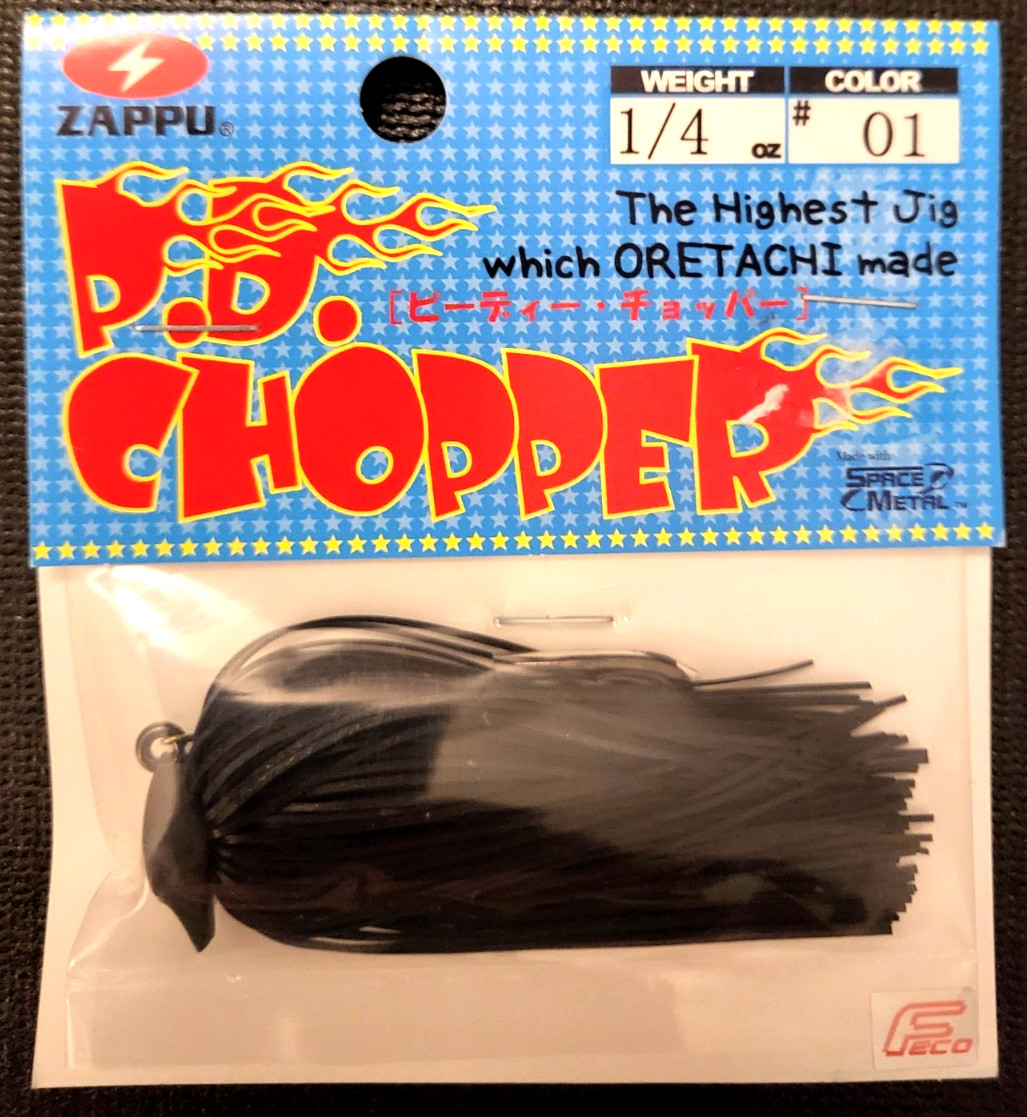 ZAPPU®
WEIGHT COLOR
1/4 oz # 01
The Highest Jig
which ORETACHI made
P.D.
[ピーディー・チョッパー]
CHOPPER
Made with
SPACE
METAL™
Feco